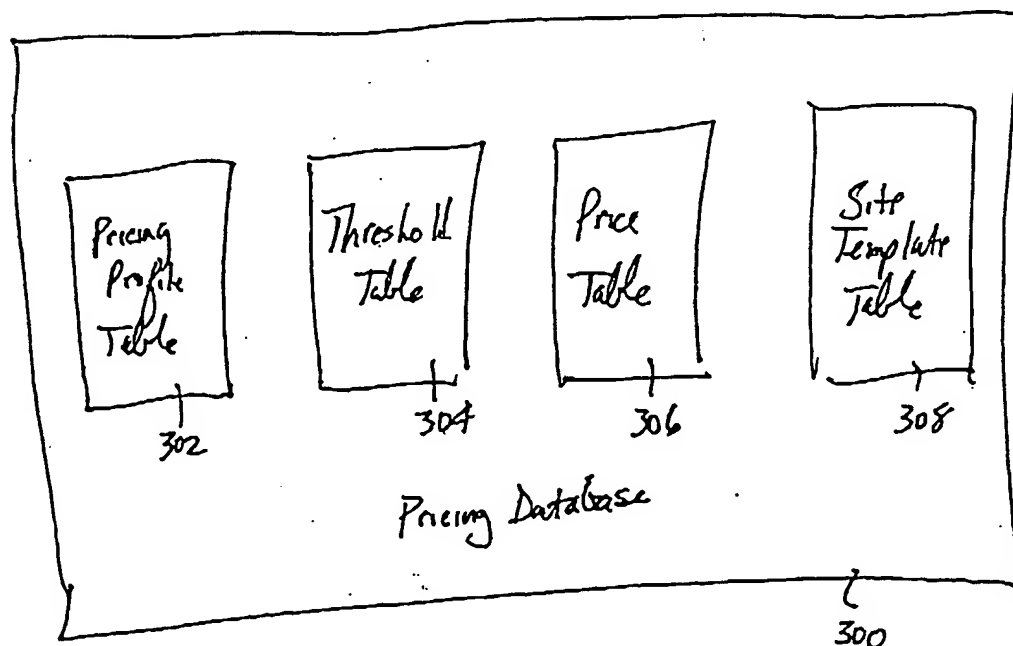 Pricing
Profile
Table
302
Threshold
Table
304
Price
Table
306
Site
Template
Table
308
Pricing Database
300